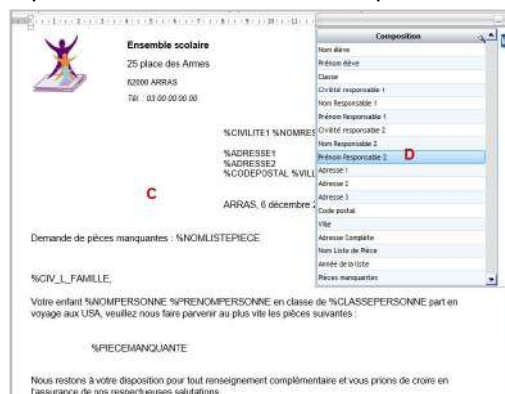 Ensemble scolaire
25 place des Armes
62000 ARRAS
Tél. : 03 00 00 00 00
%CIVILITE1 %NOMRES
%ADRESSE1
%ADRESSE2
%CODEPOSTAL %VILL
C
ARRAS, 6 décembre 2
Demande de pièces manquantes : %NOMLISTEPIECE
%CIV_L_FAMILLE,
Votre enfant %NOMPERSONNE %PRENOMPERSONNE en classe de %CLASSEPERSONNE part en
voyage aux USA, veuillez nous faire parvenir au plus vite les pièces suivantes :
%PIECEMANQUANTE
Nous restons à votre disposition pour tout renseignement complémentaire et vous prions de croire en
l'assurance de nos respectueuses salutations
Composition
Nom élève
Prénom élève
Classe
Civilité responsable 1
Nom Responsable 1
Prénom Responsable 1
Civilité responsable 2
Nom Responsable 2
Prénom Responsable 2 D
Adresse 1
Adresse 2
Adresse 3
Code postal
Ville
Adresse Complète
Nom Liste de Pièce
Année de la liste
Pièces manquantes